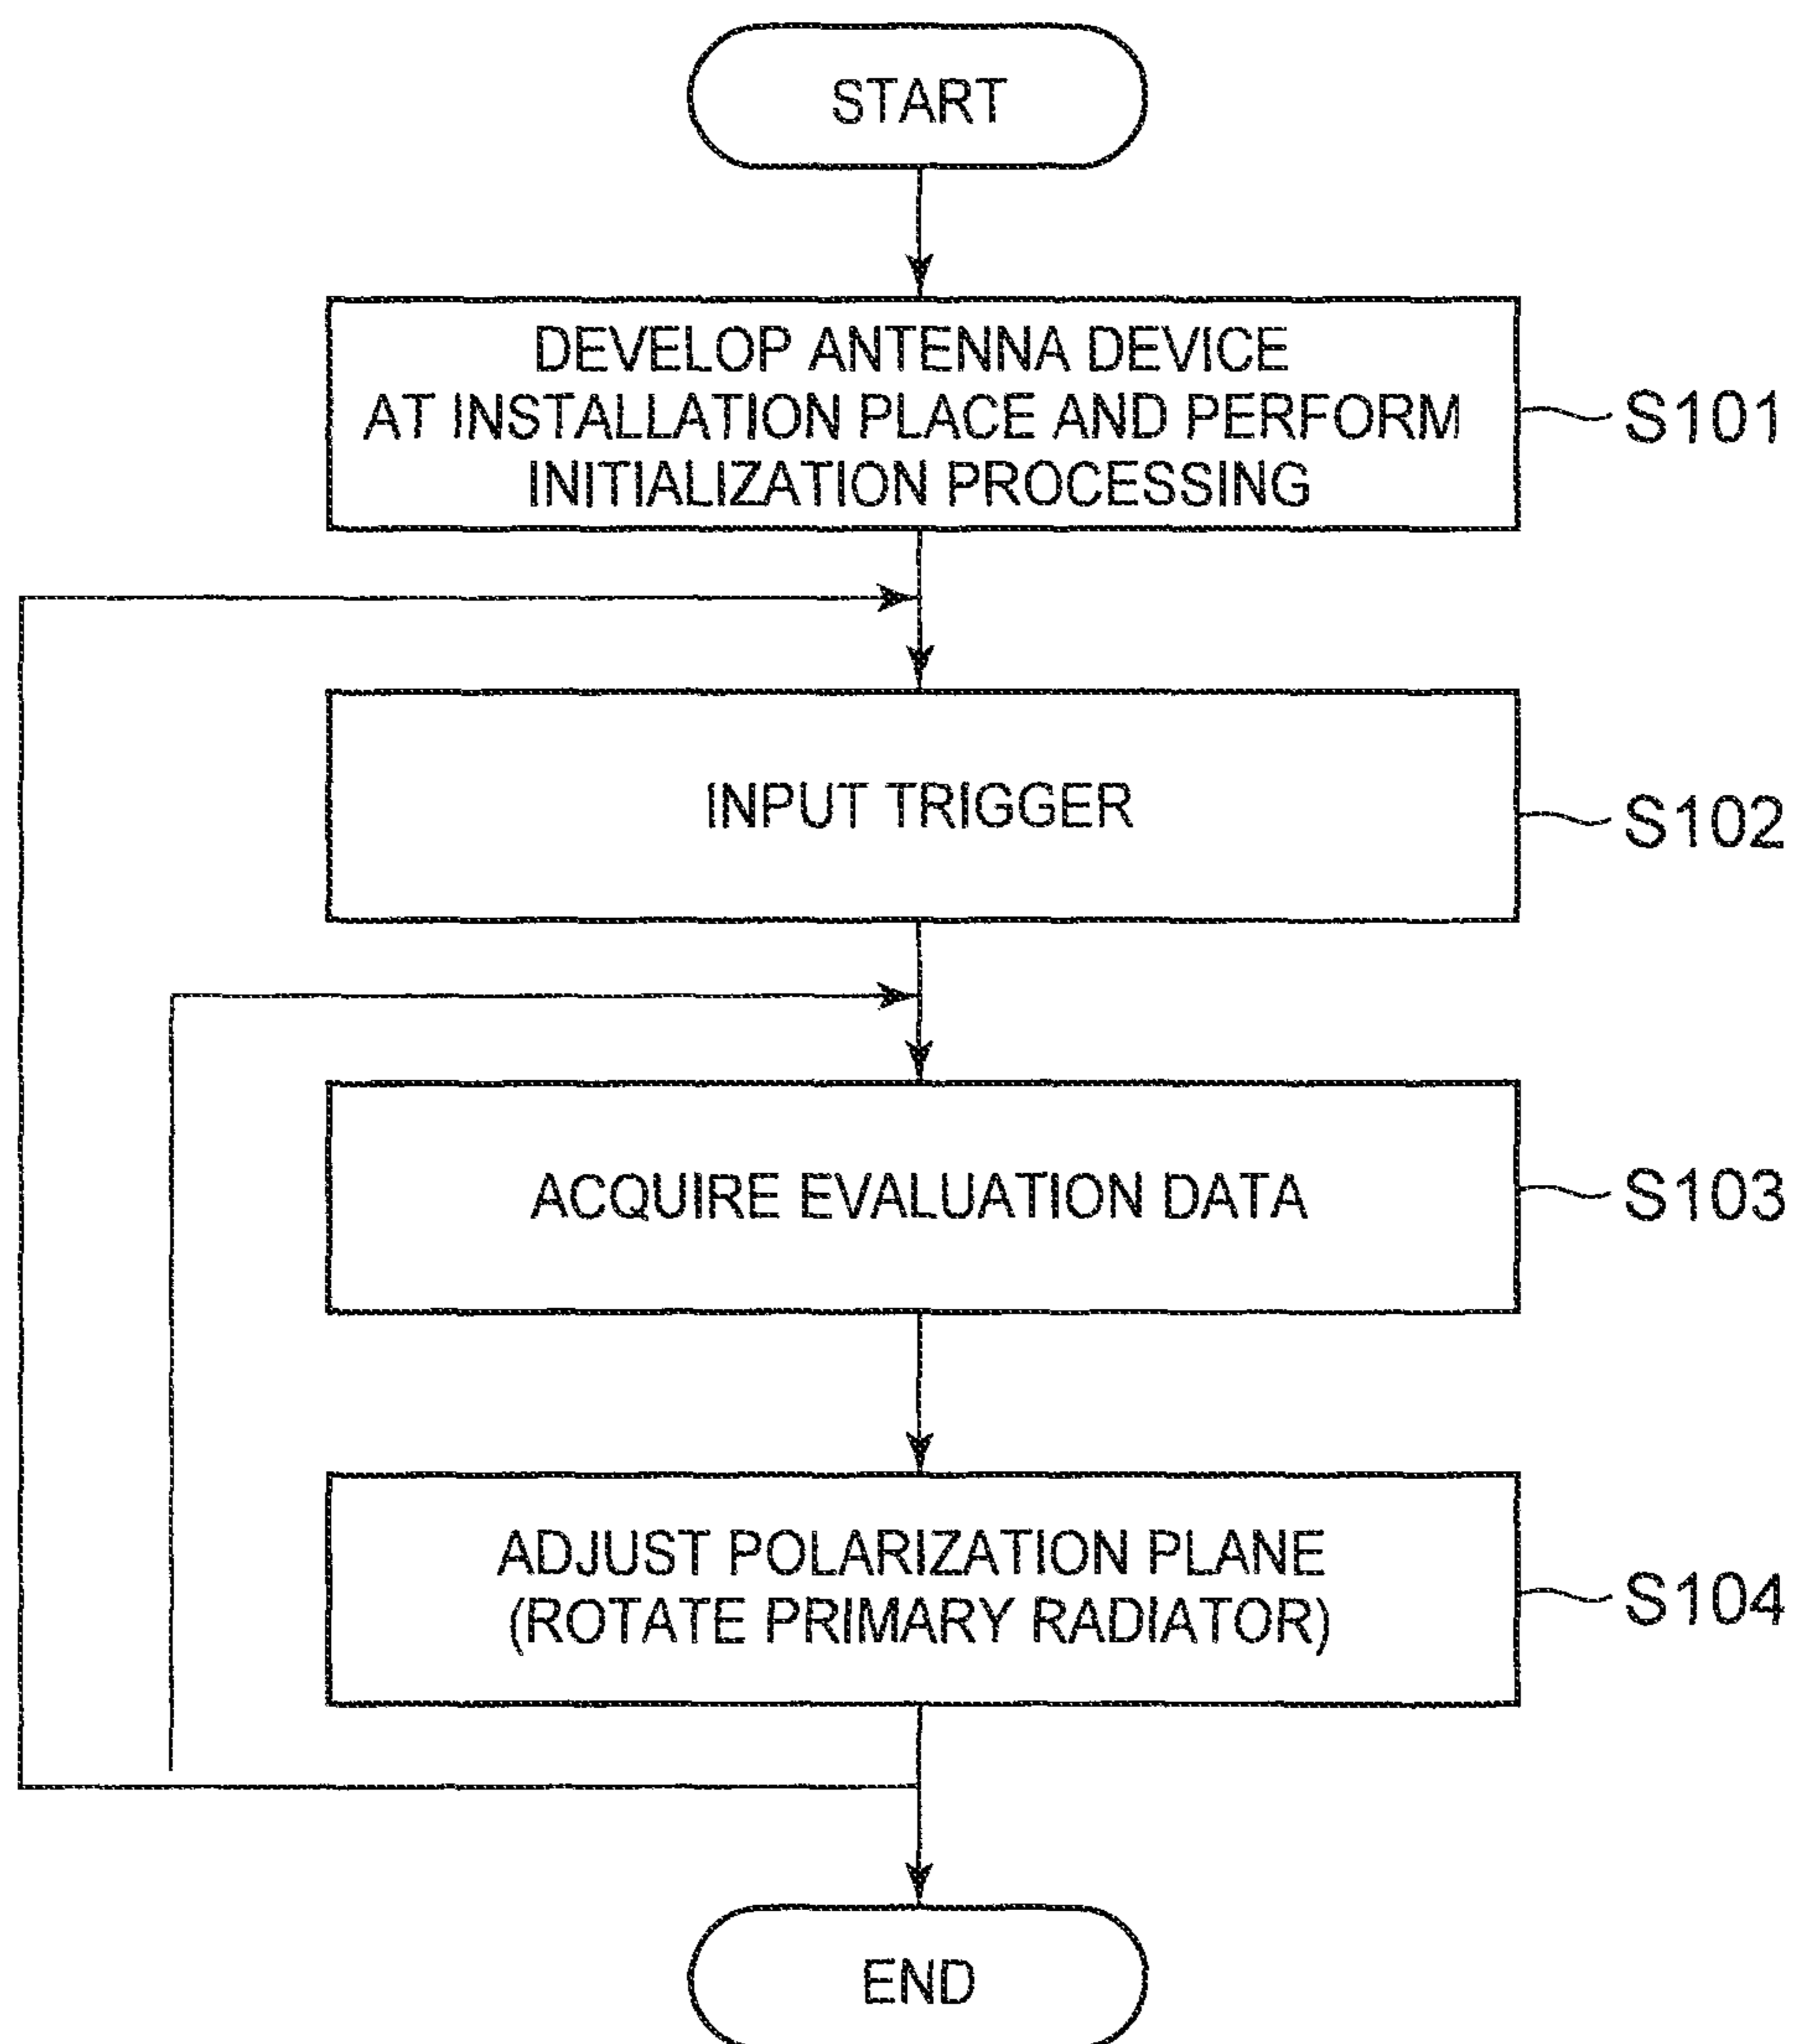 START
DEVELOP ANTENNA DEVICE
AT INSTALLATION PLACE AND PERFORM
INITIALIZATION PROCESSING
S101
INPUT TRIGGER
S102
ACQUIRE EVALUATION DATA
S103
ADJUST POLARIZATION PLANE
(ROTATE PRIMARY RADIATOR)
S104
END